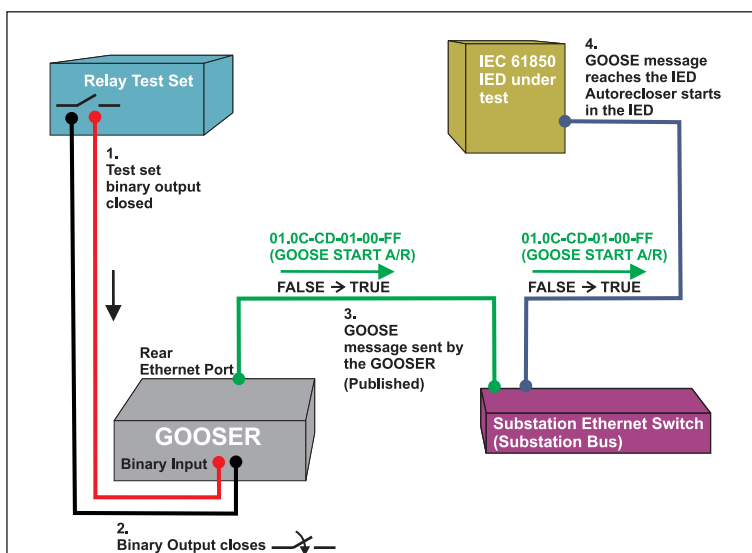 Relay Test Set
1.
Test set
binary output
closed
IEC 61850
IED under
test
4.
GOOSE message
reaches the IED
Autorecloser starts
in the IED
01.0C-CD-01-00-FF
(GOOSE START A/R)
FALSE → TRUE
01.0C-CD-01-00-FF
(GOOSE START A/R)
FALSE → TRUE
3.
GOOSE
message sent by
the GOOSER
(Published)
Rear
Ethernet Port
GOOSER
Binary Input
Substation Ethernet Switch
(Substation Bus)
2.
Binary Output closes